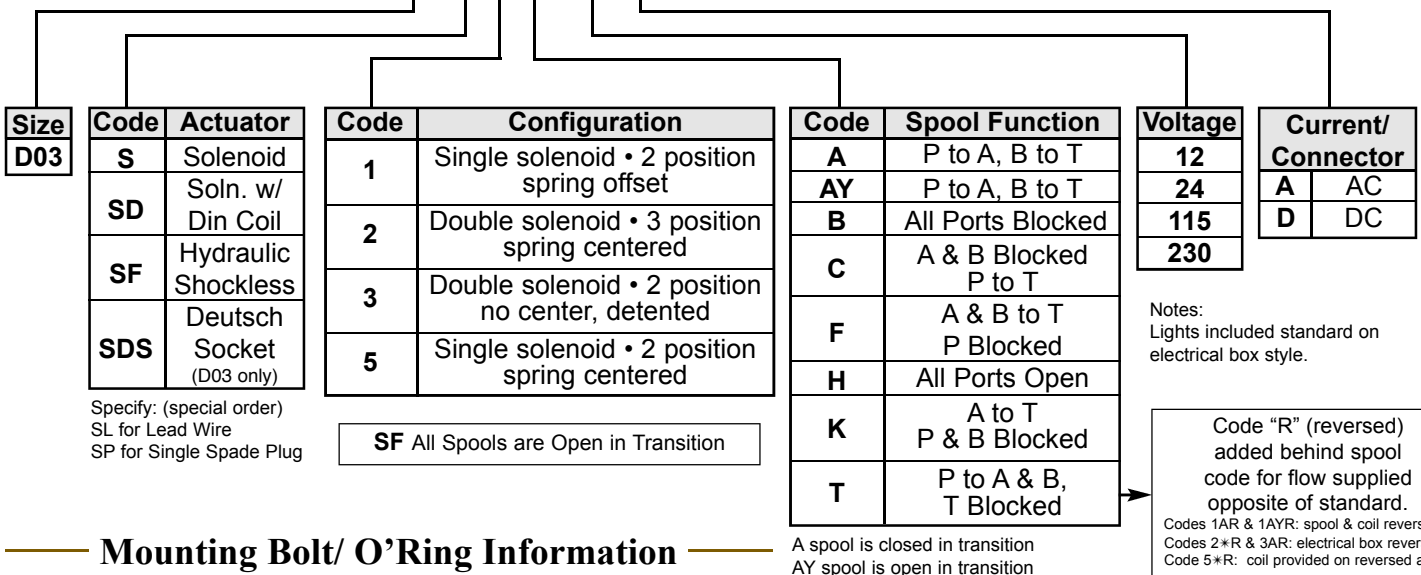 Size
D03
Code Actuator
S Solenoid
SD Soln. w/
Din Coil
SF Hydraulic
Shockless
SDS Deutsch
Socket
(D03 only)
Specify: (special order)
SL for Lead Wire
SP for Single Spade Plug
Code Configuration
1 Single solenoid • 2 position
spring offset
2 Double solenoid • 3 position
spring centered
3 Double solenoid • 2 position
no center, detented
5 Single solenoid • 2 position
spring centered
SF All Spools are Open in Transition
Code Spool Function
A P to A, B to T
AY P to A, B to T
B All Ports Blocked
C A & B Blocked
P to T
F A & B to T
P Blocked
H All Ports Open
K A to T
P & B Blocked
T P to A & B,
T Blocked
A spool is closed in transition
AY spool is open in transition
Voltage
12
24
115
230
Current/
Connector
A AC
D DC
Notes:
Lights included standard on
electrical box style.
Code “R” (reversed)
added behind spool
code for flow supplied
opposite of standard.
Codes 1AR & 1AYR: spool & coil revers
Codes 2✳R & 3AR: electrical box rever
Code 5✳R: coil provided on reversed a
Mounting Bolt/ O’Ring Information